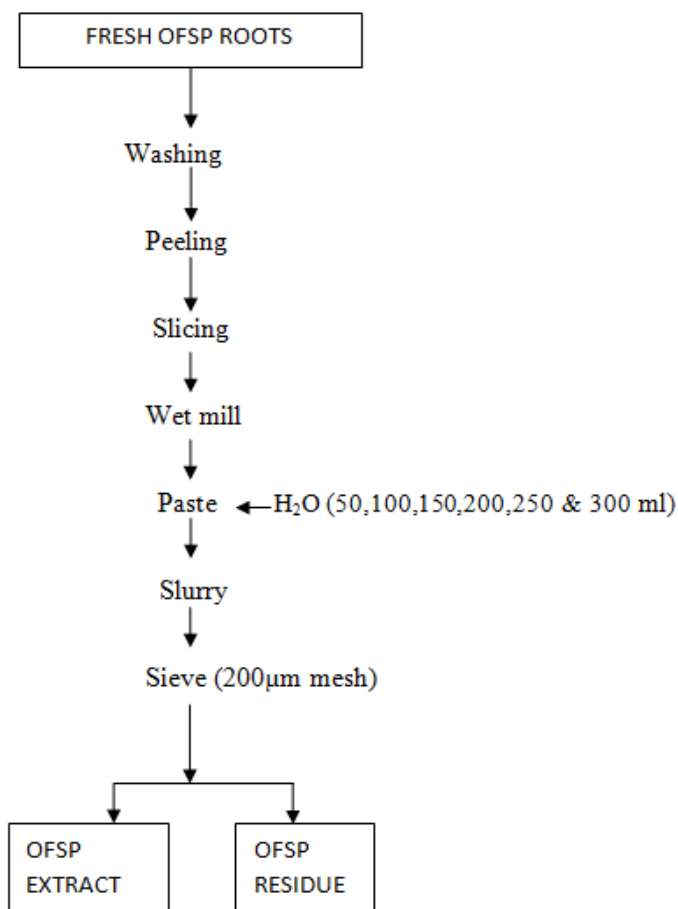 FRESH OFSP ROOTS
Washing
Peeling
Slicing
Wet mill
Paste H₂O (50,100,150,200,250 & 300 ml)
Slurry
Sieve (200μm mesh)
OFSP
EXTRACT
OFSP
RESIDUE